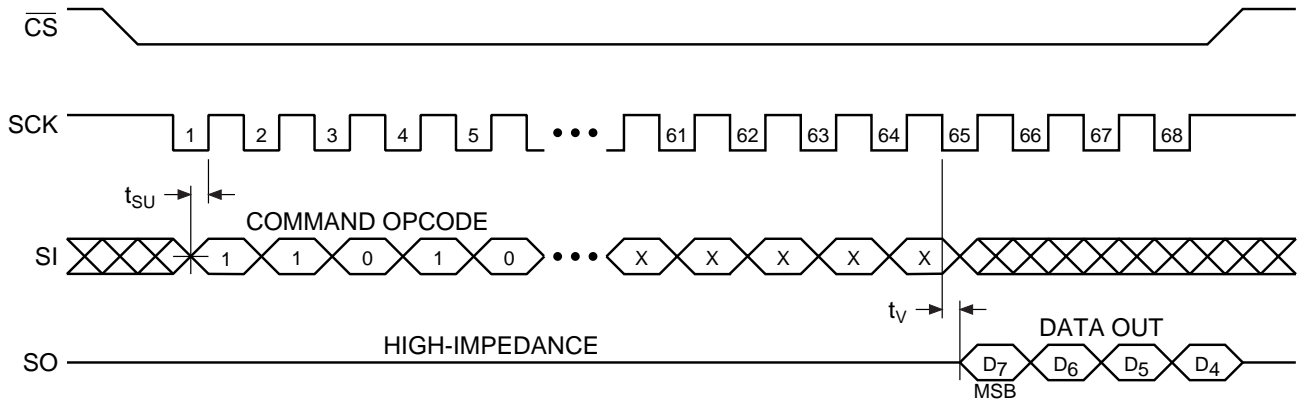 CS
SCK 1 2 3 4 5 ••• 61 62 63 64 65 66 67 68
tSU
COMMAND OPCODE
SI 1 1 0 1 0 ••• X X X X X
tV
DATA OUT
HIGH-IMPEDANCE
SO D7 D6 D5 D4
MSB